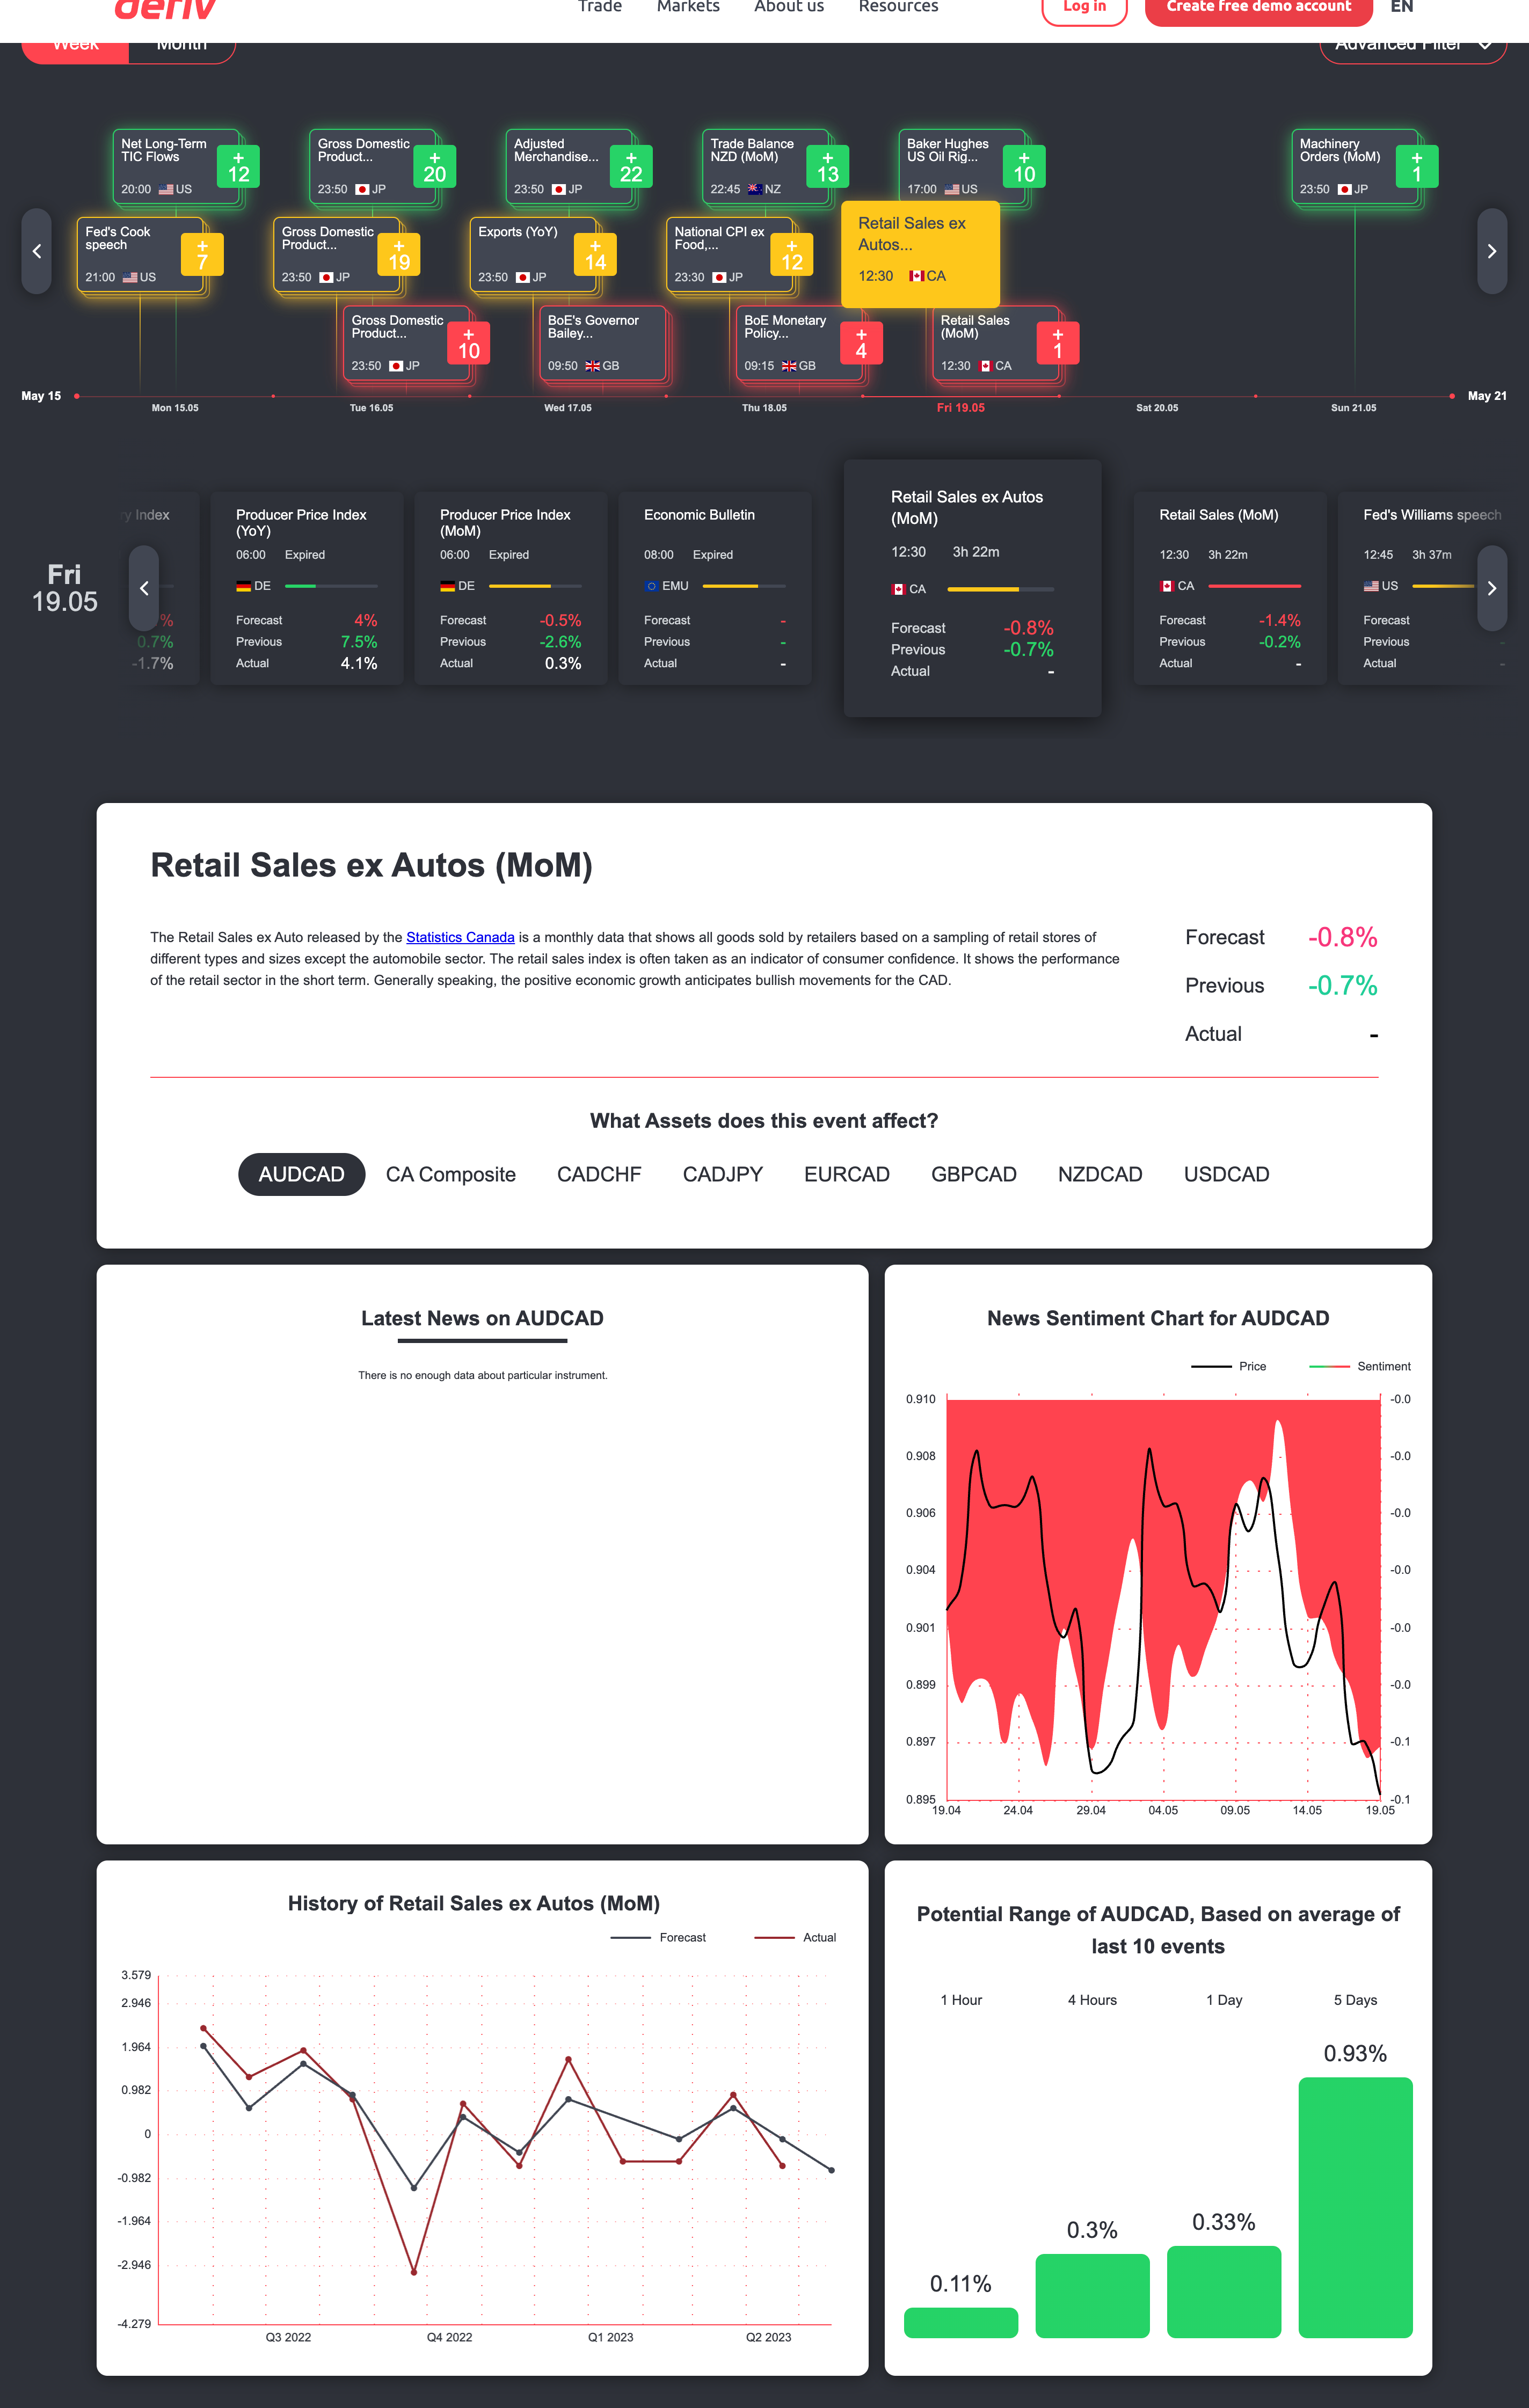 deriv
Trade
Markets
About us
Resources
Log in
Create free demo account
EN
Week
Month
Advanced Filter
Net Long-Term
TIC Flows
20:00 US
+
12
Gross Domestic
Product...
23:50 JP
+
20
Adjusted
Merchandise...
23:50 JP
+
22
Trade Balance
NZD (MoM)
22:45 NZ
+
13
Baker Hughes
US Oil Rig...
17:00 US
+
10
Machinery
Orders (MoM)
23:50 JP
+
1
Fed's Cook
speech
21:00 US
+
7
Gross Domestic
Product...
23:50 JP
+
19
Exports (YoY)
23:50 JP
+
14
National CPI ex
Food,...
23:30 JP
+
12
Retail Sales ex
Autos...
12:30 CA
Gross Domestic
Product...
23:50 JP
+
10
BoE's Governor
Bailey...
09:50 GB
BoE Monetary
Policy...
09:15 GB
+
4
Retail Sales
(MoM)
12:30 CA
+
1
May 15
May 21
Mon 15.05
Tue 16.05
Wed 17.05
Thu 18.05
Fri 19.05
Sat 20.05
Sun 21.05
Fri
19.05
ry Index
%
0.7%
-1.7%
Producer Price Index
(YoY)
06:00 Expired
DE
Forecast 4%
Previous 7.5%
Actual 4.1%
Producer Price Index
(MoM)
06:00 Expired
DE
Forecast -0.5%
Previous -2.6%
Actual 0.3%
Economic Bulletin
08:00 Expired
EMU
Forecast -
Previous -
Actual -
Retail Sales ex Autos
(MoM)
12:30 3h 22m
CA
Forecast -0.8%
Previous -0.7%
Actual -
Retail Sales (MoM)
12:30 3h 22m
CA
Forecast -1.4%
Previous -0.2%
Actual -
Fed's Williams speech
12:45 3h 37m
US
Forecast
Previous -
Actual -
Retail Sales ex Autos (MoM)
The Retail Sales ex Auto released by the Statistics Canada is a monthly data that shows all goods sold by retailers based on a sampling of retail stores of
different types and sizes except the automobile sector. The retail sales index is often taken as an indicator of consumer confidence. It shows the performance
of the retail sector in the short term. Generally speaking, the positive economic growth anticipates bullish movements for the CAD.
Forecast -0.8%
Previous -0.7%
Actual -
What Assets does this event affect?
AUDCAD
CA Composite
CADCHF
CADJPY
EURCAD
GBPCAD
NZDCAD
USDCAD
Latest News on AUDCAD
There is no enough data about particular instrument.
News Sentiment Chart for AUDCAD
Price
Sentiment
0.910 -0.0
0.908 -0.0
0.906 -0.0
0.904 -0.0
0.901 -0.0
0.899 -0.0
0.897 -0.1
0.895 -0.1
19.04 24.04 29.04 04.05 09.05 14.05 19.05
History of Retail Sales ex Autos (MoM)
Forecast
Actual
3.579
2.946
1.964
0.982
0
-0.982
-1.964
-2.946
-4.279
Q3 2022 Q4 2022 Q1 2023 Q2 2023
Potential Range of AUDCAD, Based on average of
last 10 events
1 Hour 4 Hours 1 Day 5 Days
0.93%
0.33%
0.3%
0.11%